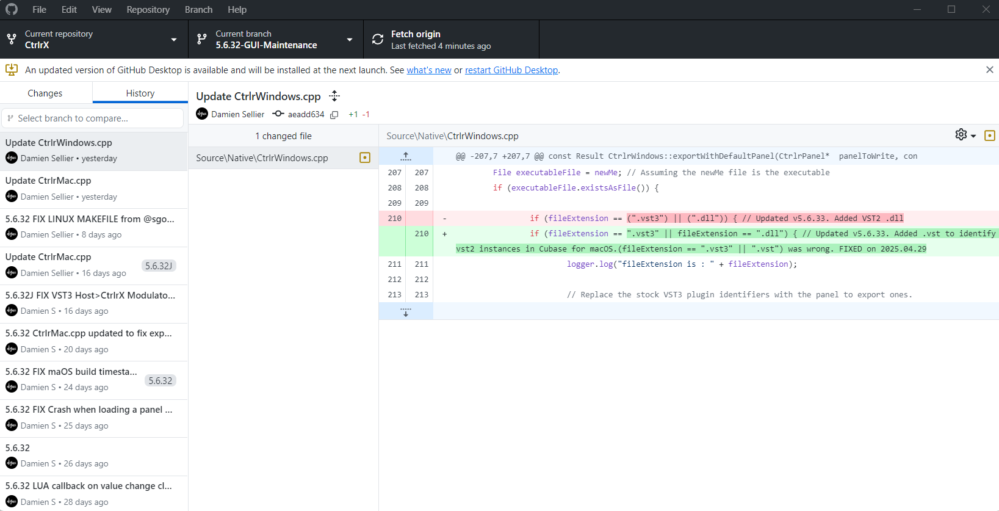 File Edit View Repository Branch Help
Current repository
CtrlrX
Current branch
5.6.32-GUI-Maintenance
Fetch origin
Last fetched 4 minutes ago
An updated version of GitHub Desktop is available and will be installed at the next launch. See what's new or restart GitHub Desktop.
Changes
History
Select branch to compare...
Update CtrlrWindows.cpp
Damien Sellier • yesterday
Update CtrlrMac.cpp
Damien Sellier • yesterday
5.6.32 FIX LINUX MAKEFILE from @sgo...
Damien Sellier • 8 days ago
Update CtrlrMac.cpp
5.6.32J
Damien Sellier • 16 days ago
5.6.32J FIX VST3 Host>CtrlrX Modulato...
Damien S • 16 days ago
5.6.32 CtrlrMac.cpp updated to fix exp...
Damien S • 20 days ago
5.6.32 FIX maOS build timesta...
5.6.32
Damien S • 24 days ago
5.6.32 FIX Crash when loading a panel ...
Damien S • 25 days ago
5.6.32
Damien S • 26 days ago
5.6.32 LUA callback on value change cl...
Damien S • 28 days ago
Update CtrlrWindows.cpp
Damien Sellier aeadd634 +1 -1
1 changed file
Source\Native\CtrlrWindows.cpp
Source\Native\CtrlrWindows.cpp
@@ -207,7 +207,7 @@ const Result CtrlrWindows::exportWithDefaultPanel(CtrlrPanel*  panelToWrite, con
207 207 File executableFile = newMe; // Assuming the newMe file is the executable
208 208 if (executableFile.existsAsFile()) {
209 209
210 - if (fileExtension == (".vst3") || (".dll")) { // Updated v5.6.33. Added VST2 .dll
210 + if (fileExtension == ".vst3" || fileExtension == ".dll") { // Updated v5.6.33. Added .vst to identify
vst2 instances in Cubase for macOS.(fileExtension == ".vst3" || ".vst") was wrong. FIXED on 2025.04.29
211 211 logger.log("fileExtension is : " + fileExtension);
212 212
213 213 // Replace the stock VST3 plugin identifiers with the panel to export ones.